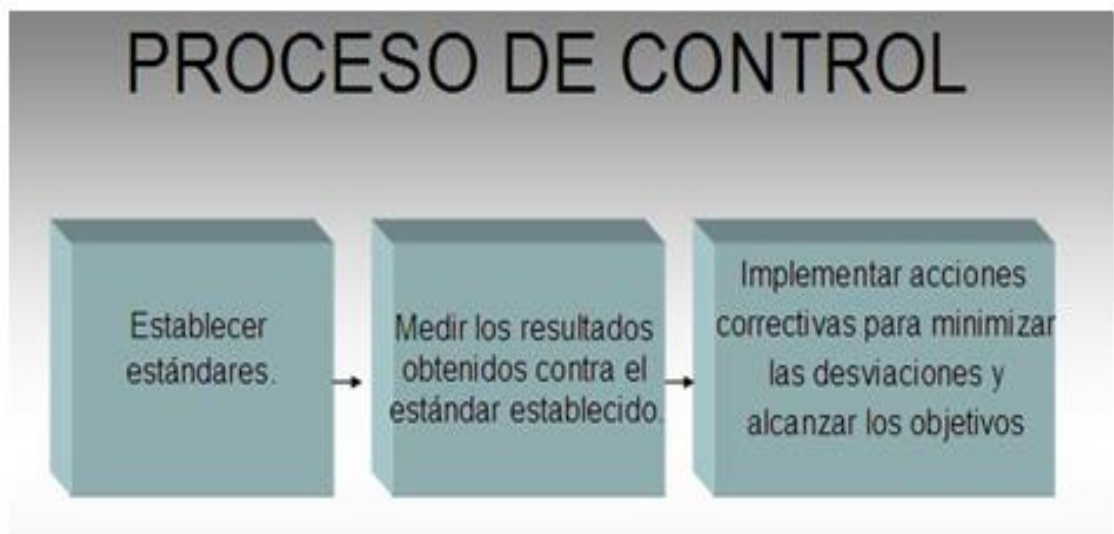 PROCESO DE CONTROL
Establecer
estándares.
Medir los resultados
obtenidos contra el
estándar establecido.
Implementar acciones
correctivas para minimizar
las desviaciones y
alcanzar los objetivos